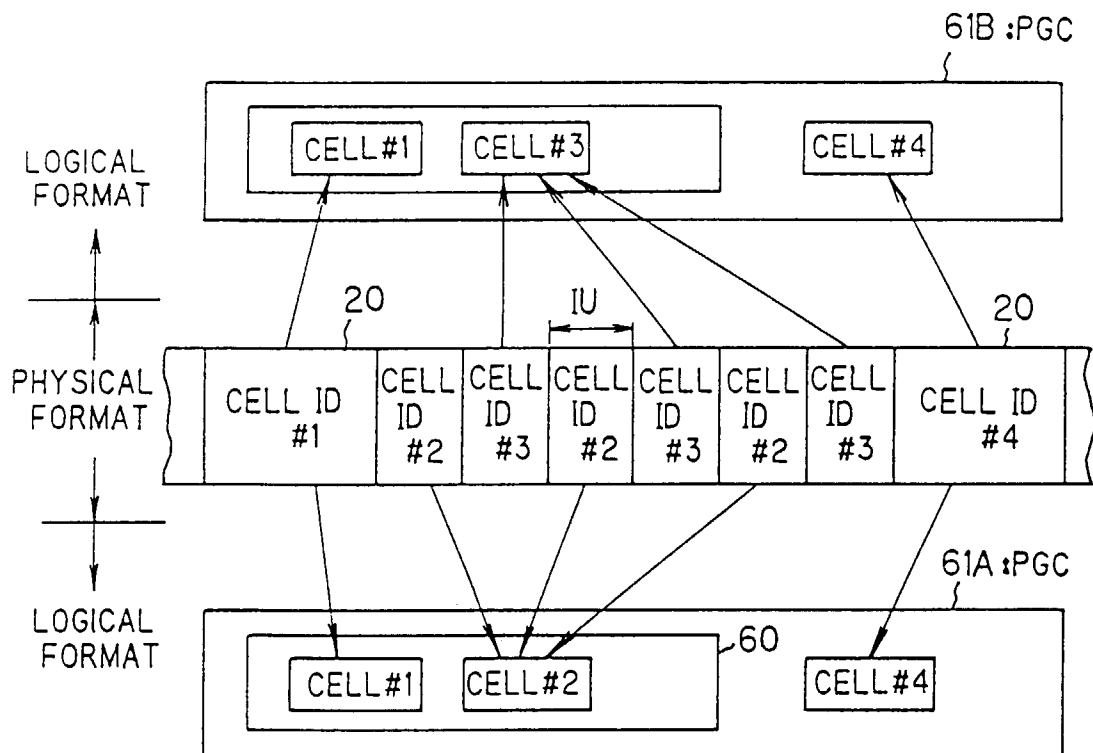 61B :PGC
CELL#1
CELL#3
CELL#4
LOGICAL
FORMAT
20
IU
20
PHYSICAL
FORMAT
CELL ID
#1
CELL
ID
#2
CELL
ID
#3
CELL
ID
#2
CELL
ID
#3
CELL
ID
#2
CELL
ID
#3
CELL ID
#4
61A :PGC
LOGICAL
FORMAT
60
CELL#1
CELL#2
CELL#4